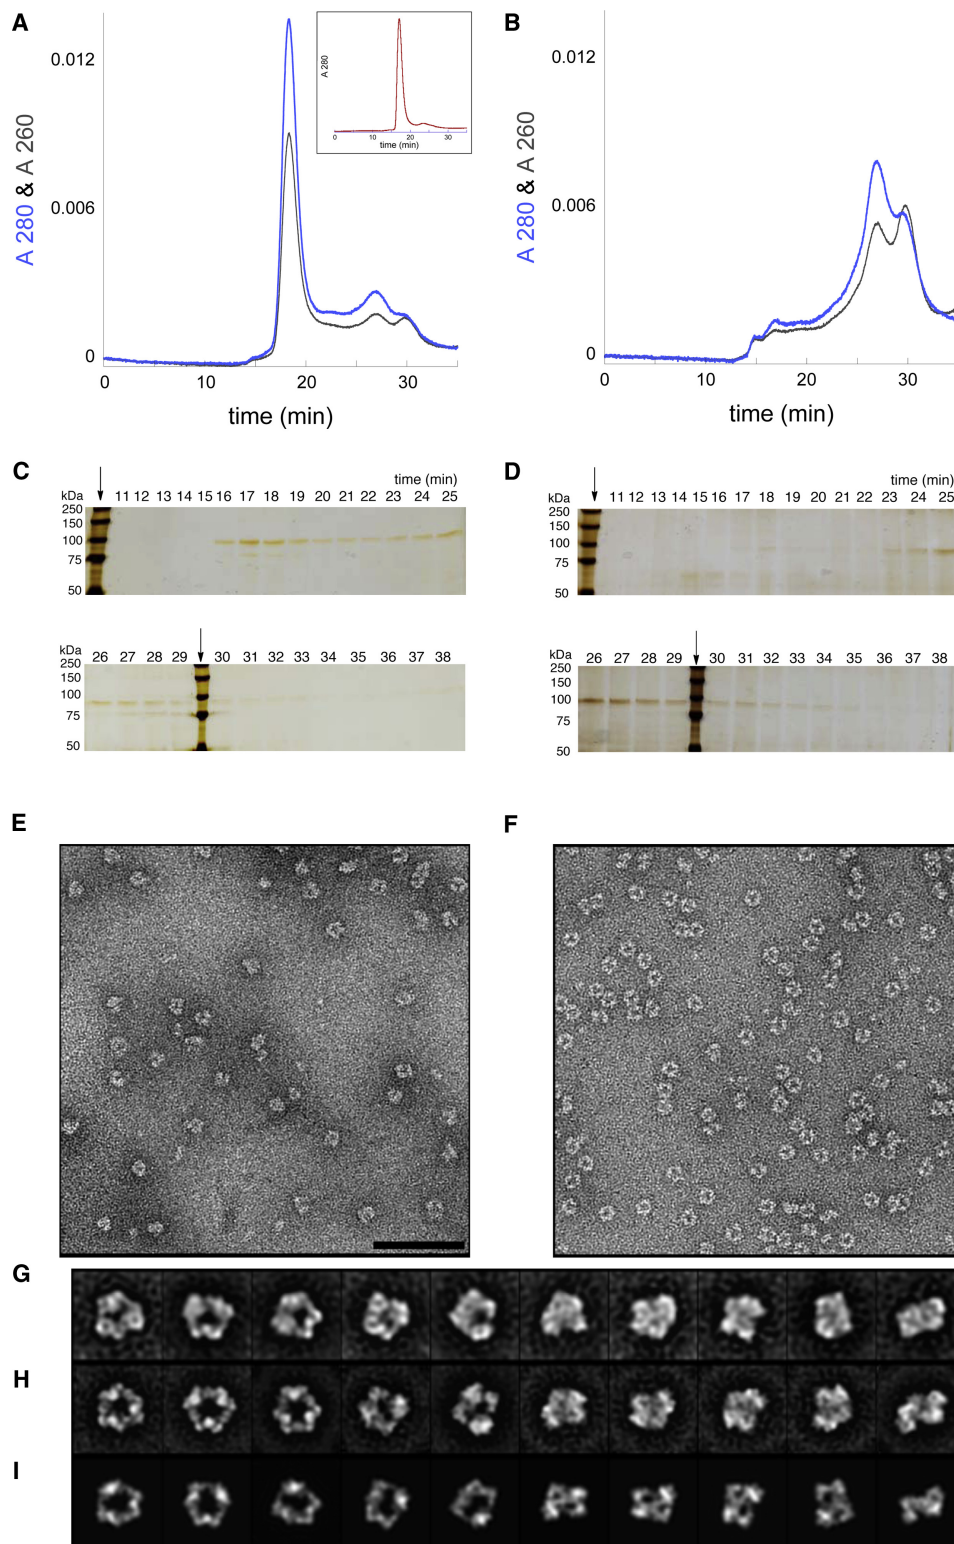 A
B
A 280 & A 260
0.012
0.006
0
0 10 20 30
time (min)
A 280
0 10 20 30
time (min)
A 280 & A 260
0.012
0.006
0
0 10 20 30
time (min)
C
time (min)
kDa 11 12 13 14 15 16 17 18 19 20 21 22 23 24 25
250
150
100
75
50
kDa 26 27 28 29 30 31 32 33 34 35 36 37 38
250
150
100
75
50
D
time (min)
kDa 11 12 13 14 15 16 17 18 19 20 21 22 23 24 25
250
150
100
75
50
kDa 26 27 28 29 30 31 32 33 34 35 36 37 38
250
150
100
75
50
E
F
G
H
I